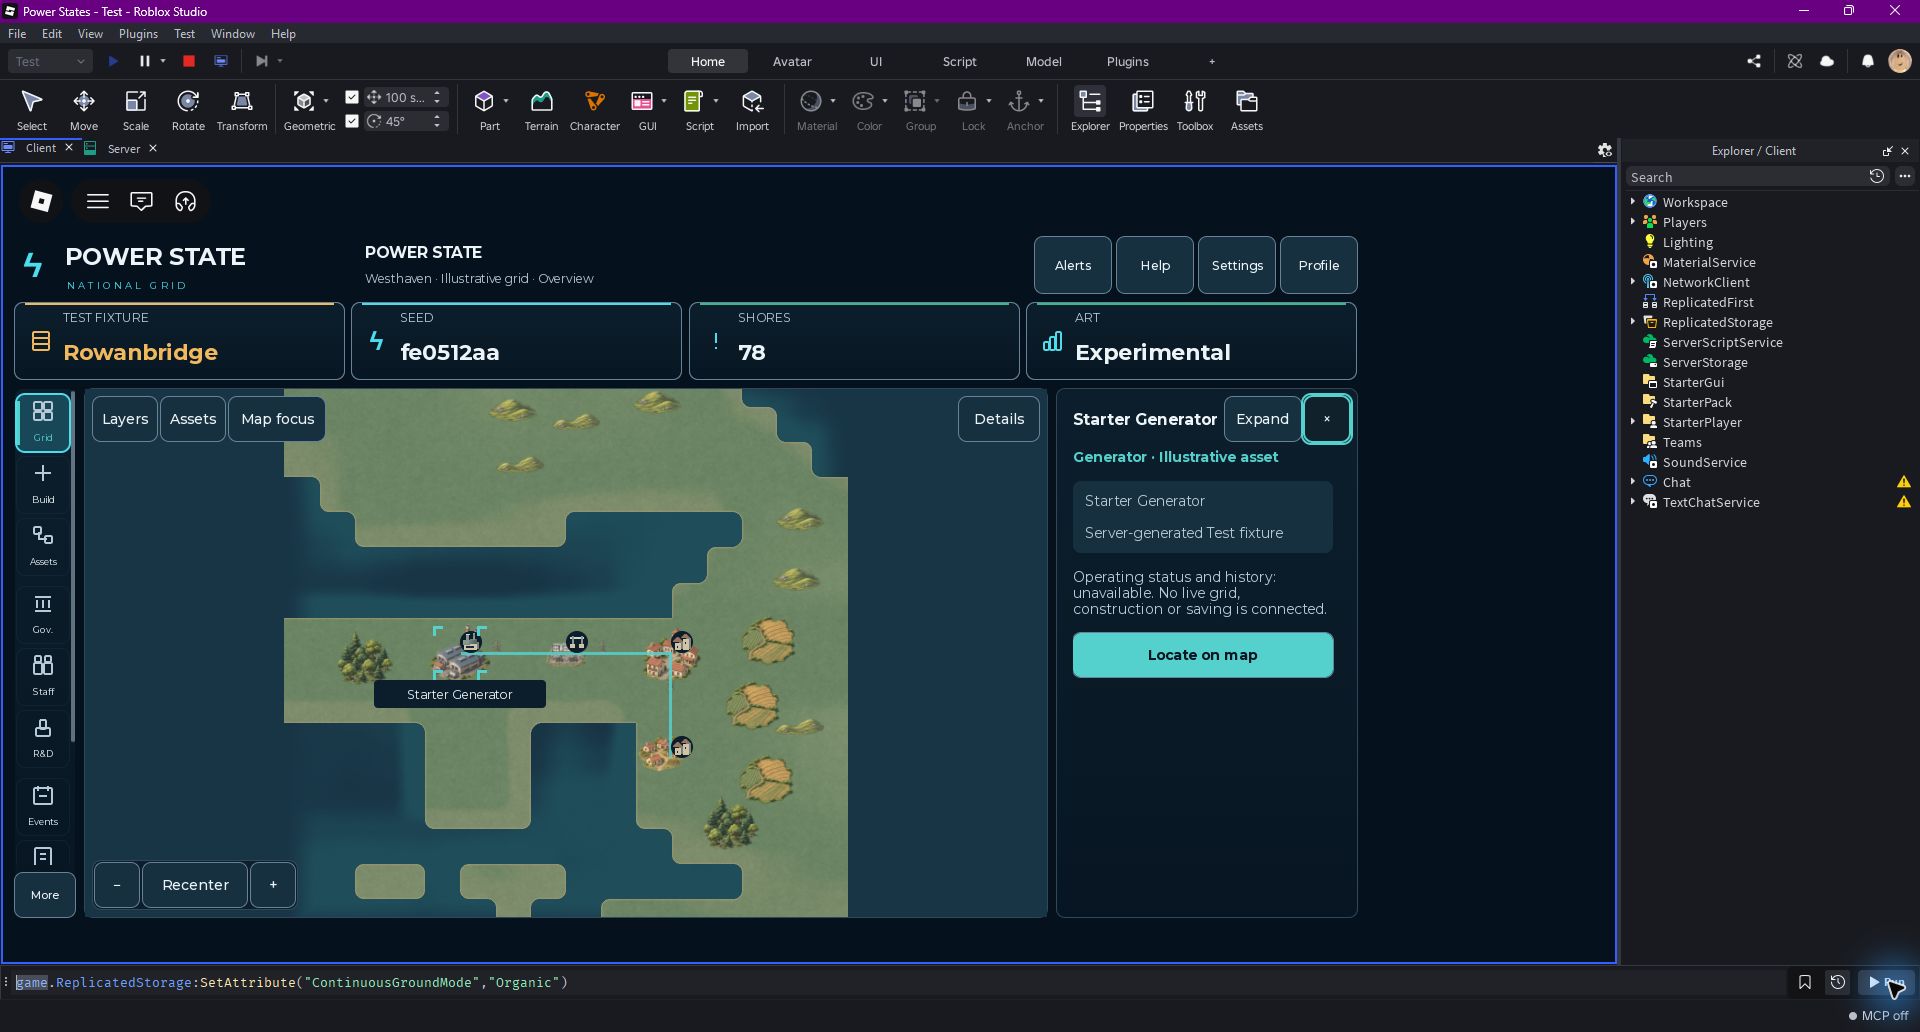 Power States - Test - Roblox Studio
File Edit View Plugins Test Window Help
Test
Home Avatar UI Script Model Plugins +
100 s...
45°
Select Move Scale Rotate Transform Geometric Part Terrain Character GUI Script Import Material Color Group Lock Anchor Explorer Properties Toolbox Assets
Client × Server ×
Explorer / Client
Search
Workspace
Players
Lighting
MaterialService
NetworkClient
ReplicatedFirst
ReplicatedStorage
ServerScriptService
ServerStorage
StarterGui
StarterPack
StarterPlayer
Teams
SoundService
Chat
TextChatService
POWER STATE
NATIONAL GRID
POWER STATE
Westhaven · Illustrative grid · Overview
Alerts Help Settings Profile
TEST FIXTURE
Rowanbridge
SEED
fe0512aa
SHORES
78
ART
Experimental
Grid
Build
Assets
Gov.
Staff
R&D
Events
More
Layers Assets Map focus
Details
Starter Generator
− Recenter +
Starter Generator Expand ×
Generator · Illustrative asset
Starter Generator
Server-generated Test fixture
Operating status and history:
unavailable. No live grid,
construction or saving is connected.
Locate on map
game.ReplicatedStorage:SetAttribute("ContinuousGroundMode","Organic")
MCP off